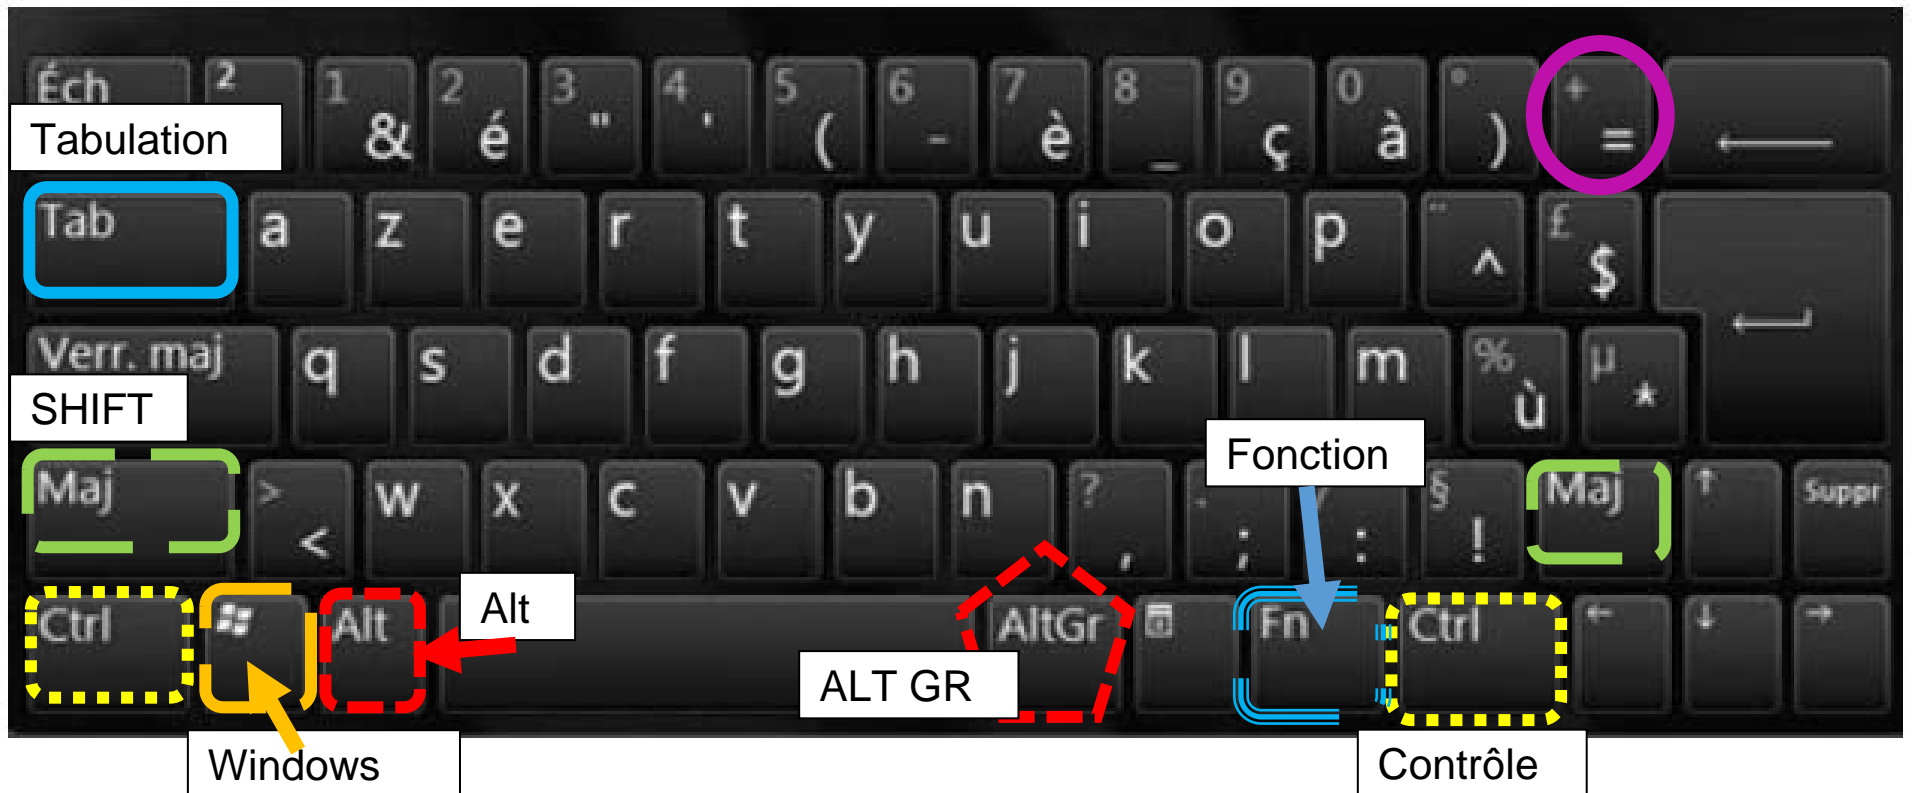 Éch 2 1 & 2 é 3 " 4 ' 5 ( 6 - 7 è 8 _ 9 ç 0 à ° ) + =
Tabulation
Tab a z e r t y u i o p ¨ ^ £ $
Verr. maj q s d f g h j k l m % ù µ *
SHIFT
Fonction
Maj > < w x c v b n ? , . ; / : § ! Maj ↑ Suppr
Ctrl Alt AltGr Fn Ctrl ← ↓ →
Alt
ALT GR
Windows
Contrôle